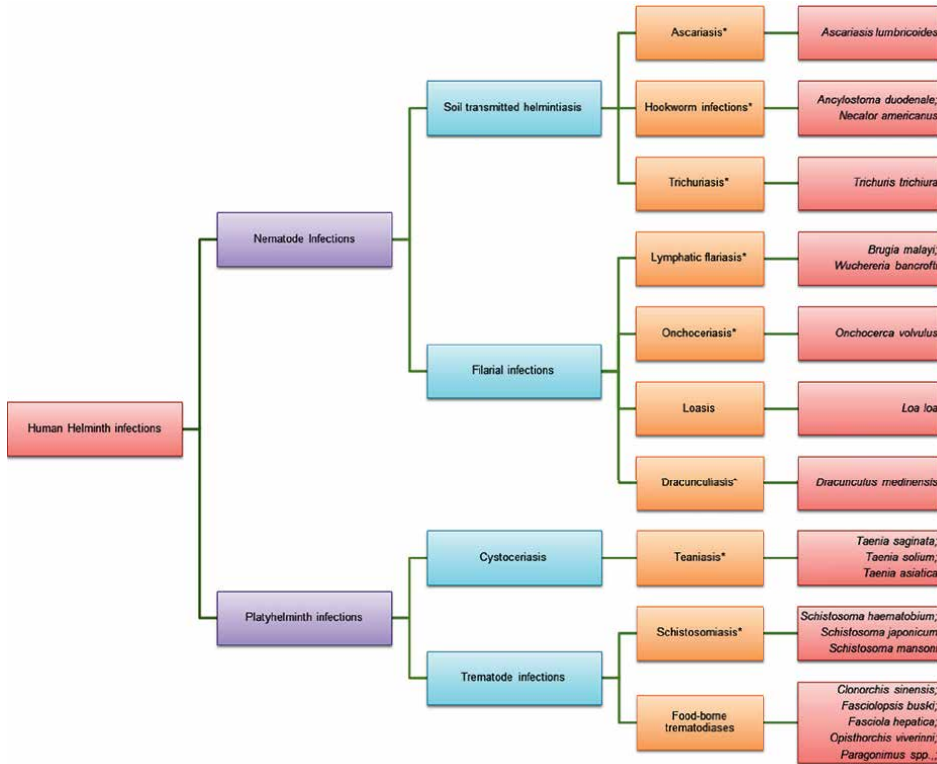 Human Helminth infections
Nematode Infections
Soil transmitted helmintiasis
Ascariasis*
Ascariasis lumbricoides
Hookworm infections*
Ancylostoma duodenale;
Necator americanus
Trichuriasis*
Trichuris trichiura
Filarial infections
Lymphatic flariasis*
Brugia malayi;
Wuchereria bancrofti
Onchoceriasis*
Onchocerca volvulus
Loasis
Loa loa
Dracunculiasis*
Dracunculus medinensis
Platyhelminth infections
Cystoceriasis
Teaniasis*
Taenia saginata;
Taenia solium;
Taenia asiatica
Trematode infections
Schistosomiasis*
Schistosoma haematobium;
Schistosoma japonicum
Schistosoma mansoni
Food-borne
trematodiases
Clonorchis sinensis;
Fasciolopsis buski;
Fasciola hepatica;
Opisthorchis viverinni;
Paragonimus spp.,;